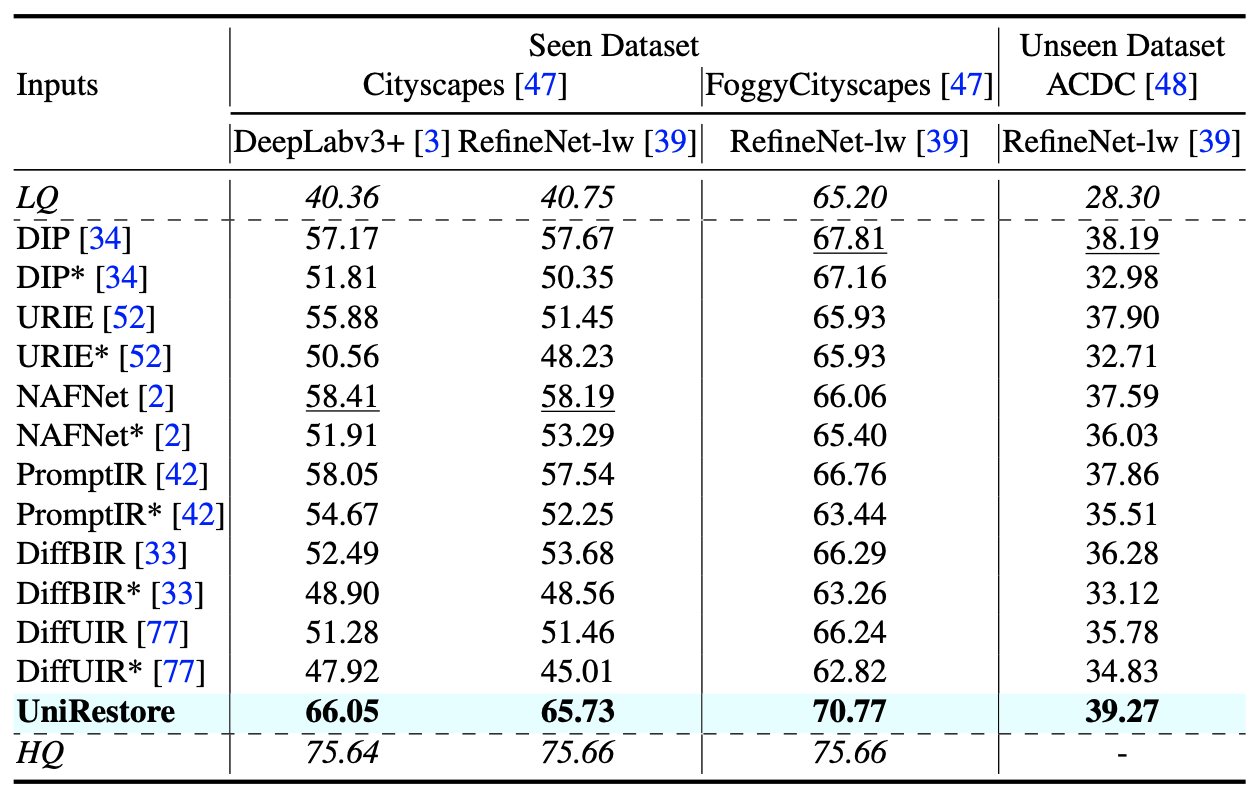 Seen Dataset Unseen Dataset
Inputs Cityscapes [47] FoggyCityscapes [47] ACDC [48]
DeepLabv3+ [3] RefineNet-lw [39] RefineNet-lw [39] RefineNet-lw [39]
LQ 40.36 40.75 65.20 28.30
DIP [34] 57.17 57.67 67.81 38.19
DIP* [34] 51.81 50.35 67.16 32.98
URIE [52] 55.88 51.45 65.93 37.90
URIE* [52] 50.56 48.23 65.93 32.71
NAFNet [2] 58.41 58.19 66.06 37.59
NAFNet* [2] 51.91 53.29 65.40 36.03
PromptIR [42] 58.05 57.54 66.76 37.86
PromptIR* [42] 54.67 52.25 63.44 35.51
DiffBIR [33] 52.49 53.68 66.29 36.28
DiffBIR* [33] 48.90 48.56 63.26 33.12
DiffUIR [77] 51.28 51.46 66.24 35.78
DiffUIR* [77] 47.92 45.01 62.82 34.83
UniRestore 66.05 65.73 70.77 39.27
HQ 75.64 75.66 75.66 -